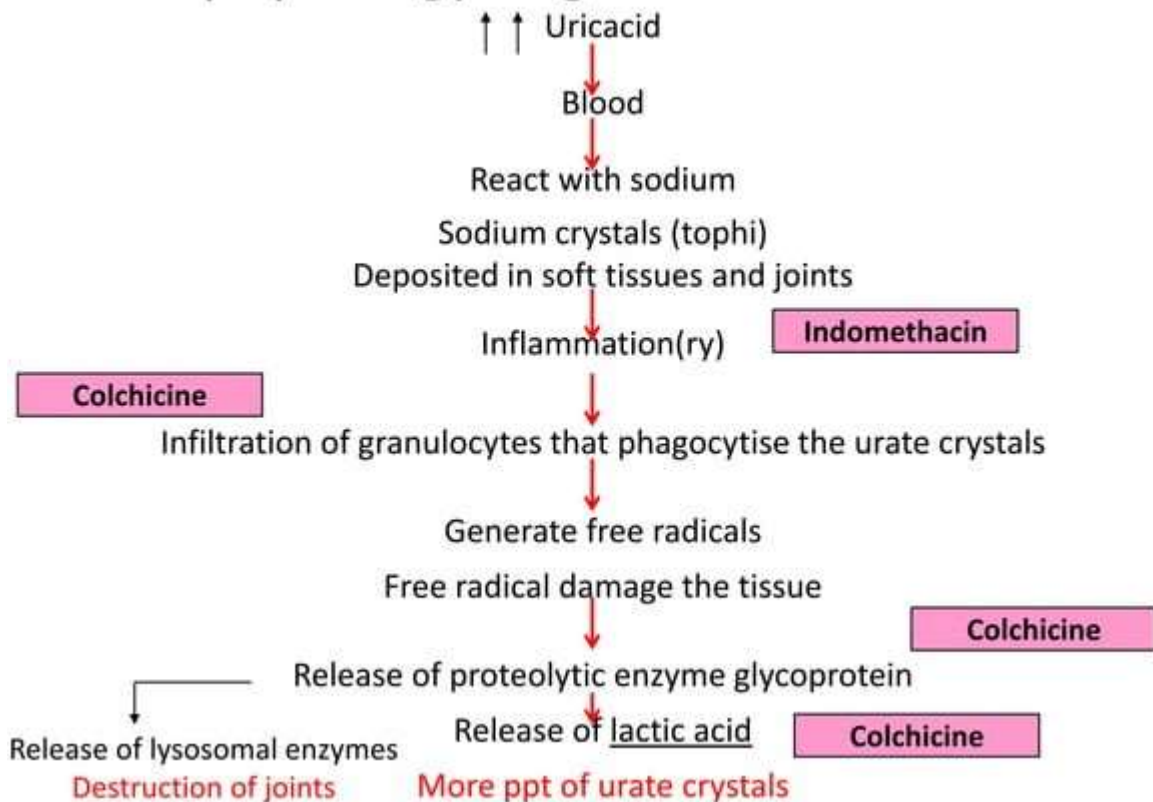 Uricacid
Blood
React with sodium
Sodium crystals (tophi)
Deposited in soft tissues and joints
Indomethacin
Inflammation(ry)
Colchicine
Infiltration of granulocytes that phagocytise the urate crystals
Generate free radicals
Free radical damage the tissue
Colchicine
Release of proteolytic enzyme glycoprotein
Release of lactic acid
Colchicine
Release of lysosomal enzymes
Destruction of joints
More ppt of urate crystals